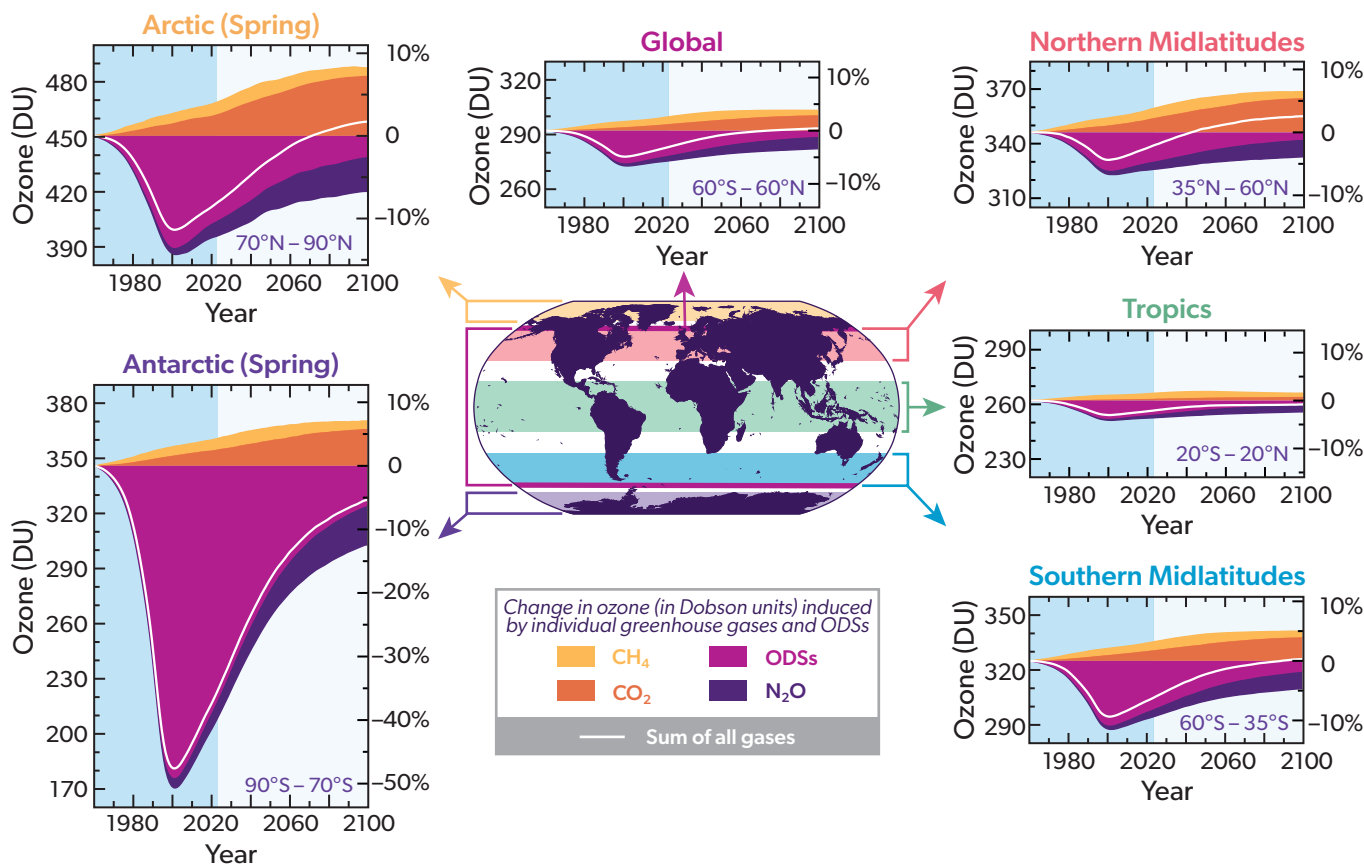 Arctic (Spring)
10%
0
–10%
480
450
420
390
Ozone (DU)
70°N – 90°N
1980 2020 2060 2100
Year
Global
10%
0
–10%
320
290
260
Ozone (DU)
60°S – 60°N
1980 2020 2060 2100
Year
Northern Midlatitudes
10%
0
–10%
370
350
330
310
Ozone (DU)
35°N – 60°N
1980 2020 2060 2100
Year
Antarctic (Spring)
10%
0
–10%
–20%
–30%
–40%
–50%
380
350
320
290
260
230
200
170
Ozone (DU)
90°S – 70°S
1980 2020 2060 2100
Year
Tropics
10%
0
–10%
290
260
230
Ozone (DU)
20°S – 20°N
1980 2020 2060 2100
Year
Southern Midlatitudes
10%
0
–10%
350
320
290
Ozone (DU)
60°S – 35°S
1980 2020 2060 2100
Year
Change in ozone (in Dobson units) induced
by individual greenhouse gases and ODSs
CH₄ ODSs
CO₂ N₂O
Sum of all gases